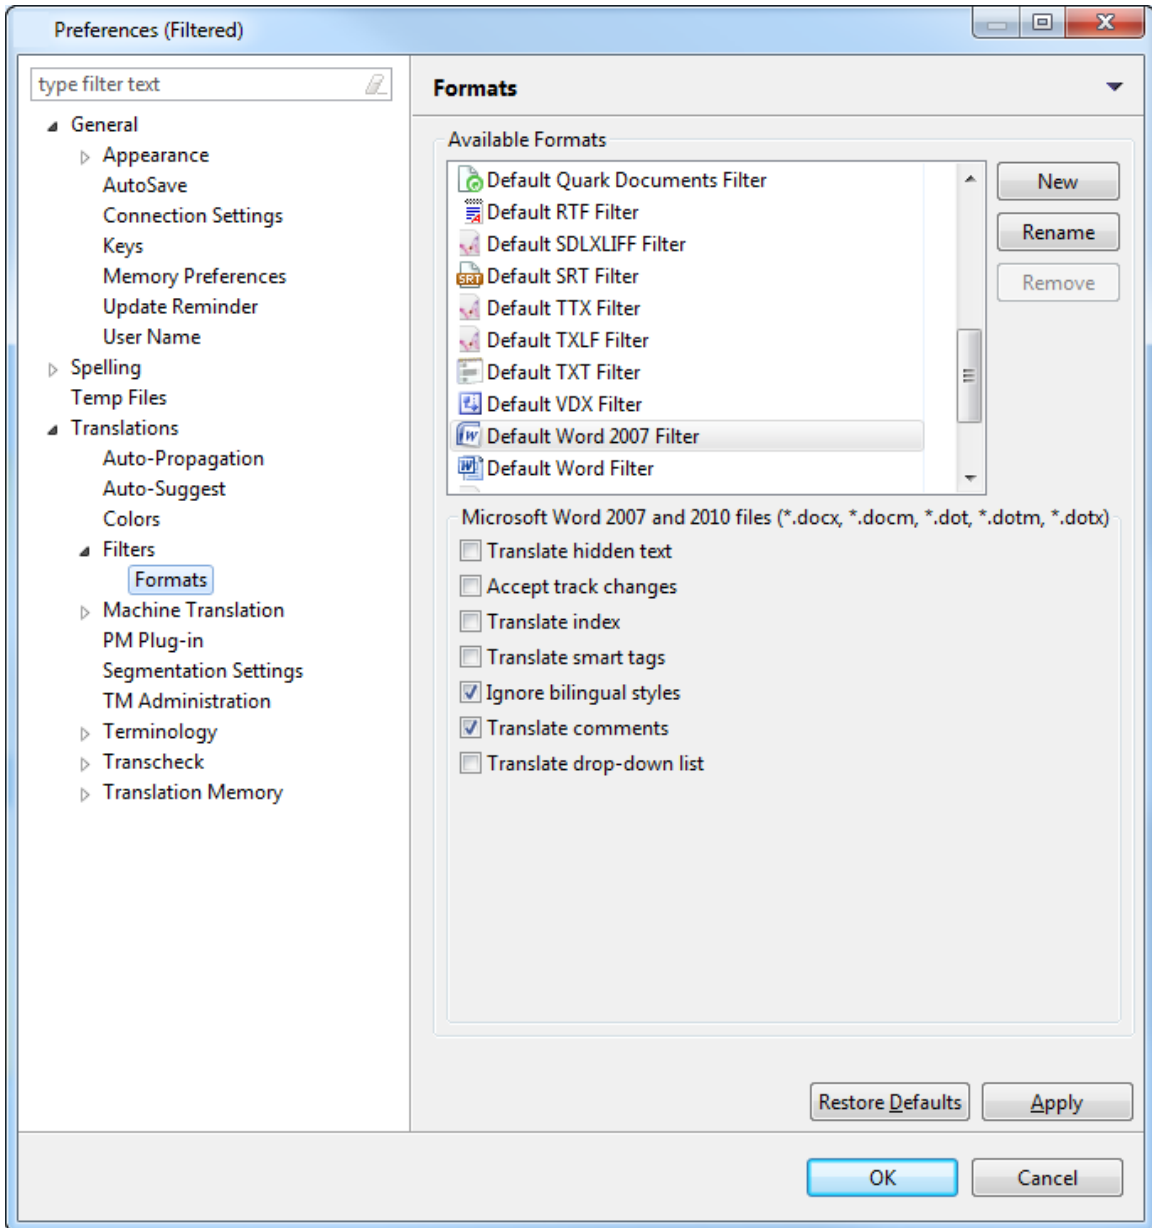 Preferences (Filtered)
type filter text
General
Appearance
AutoSave
Connection Settings
Keys
Memory Preferences
Update Reminder
User Name
Spelling
Temp Files
Translations
Auto-Propagation
Auto-Suggest
Colors
Filters
Formats
Machine Translation
PM Plug-in
Segmentation Settings
TM Administration
Terminology
Transcheck
Translation Memory
Formats
Available Formats
Default Quark Documents Filter
Default RTF Filter
Default SDLXLIFF Filter
SRT Default SRT Filter
Default TTX Filter
Default TXLF Filter
Default TXT Filter
Default VDX Filter
Default Word 2007 Filter
Default Word Filter
New
Rename
Remove
Microsoft Word 2007 and 2010 files (*.docx, *.docm, *.dot, *.dotm, *.dotx)
Translate hidden text
Accept track changes
Translate index
Translate smart tags
Ignore bilingual styles
Translate comments
Translate drop-down list
Restore Defaults
Apply
OK
Cancel